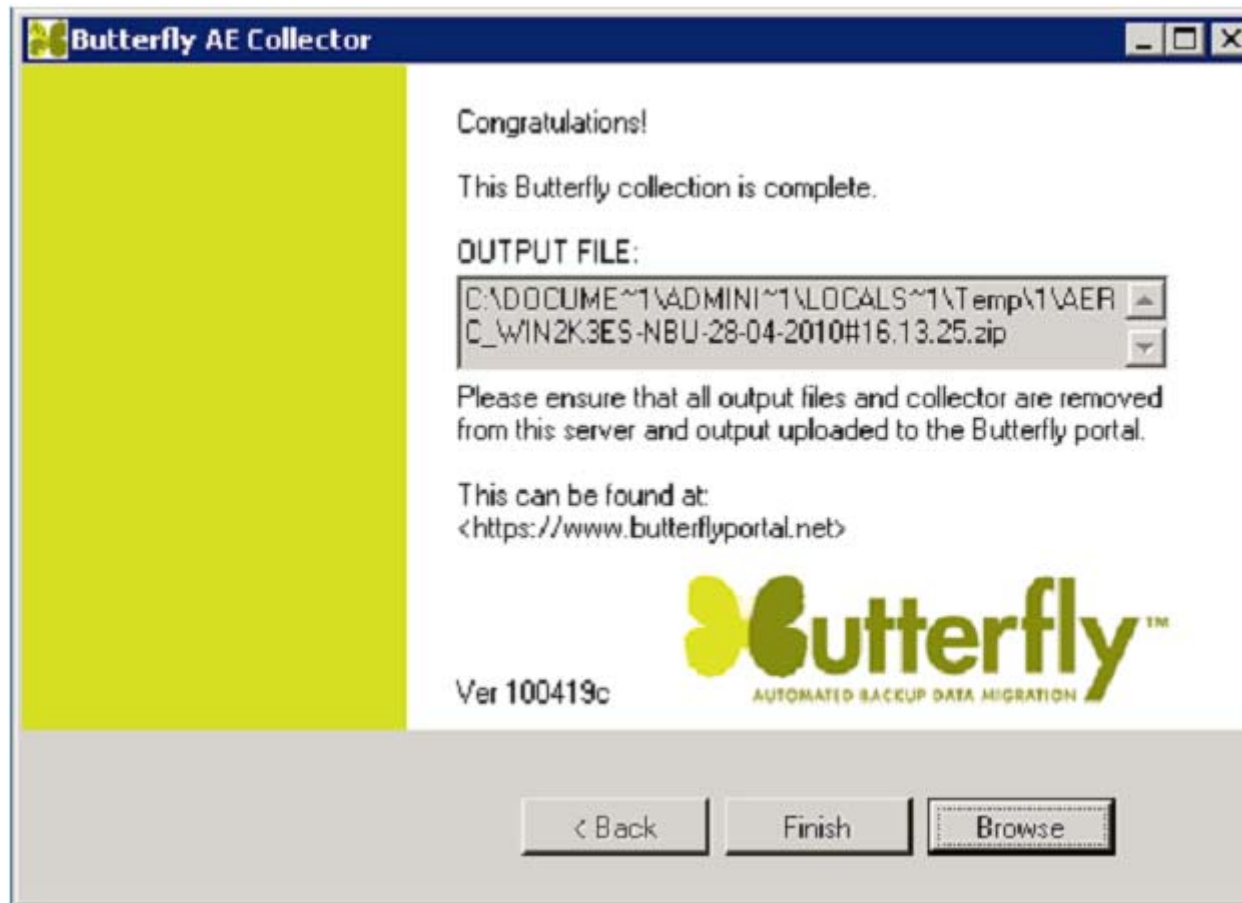 Butterfly AE Collector
Congratulations!
This Butterfly collection is complete.
OUTPUT FILE:
C:\DOCUME~1\ADMINI~1\LOCALS~1\Temp\1\AER
C_WIN2K3ES-NBU-28-04-2010#16.13.25.zip
Please ensure that all output files and collector are removed
from this server and output uploaded to the Butterfly portal.
This can be found at:
<https://www.butterflyportal.net>
Butterfly™
AUTOMATED BACKUP DATA MIGRATION
Ver 100419c
< Back
Finish
Browse